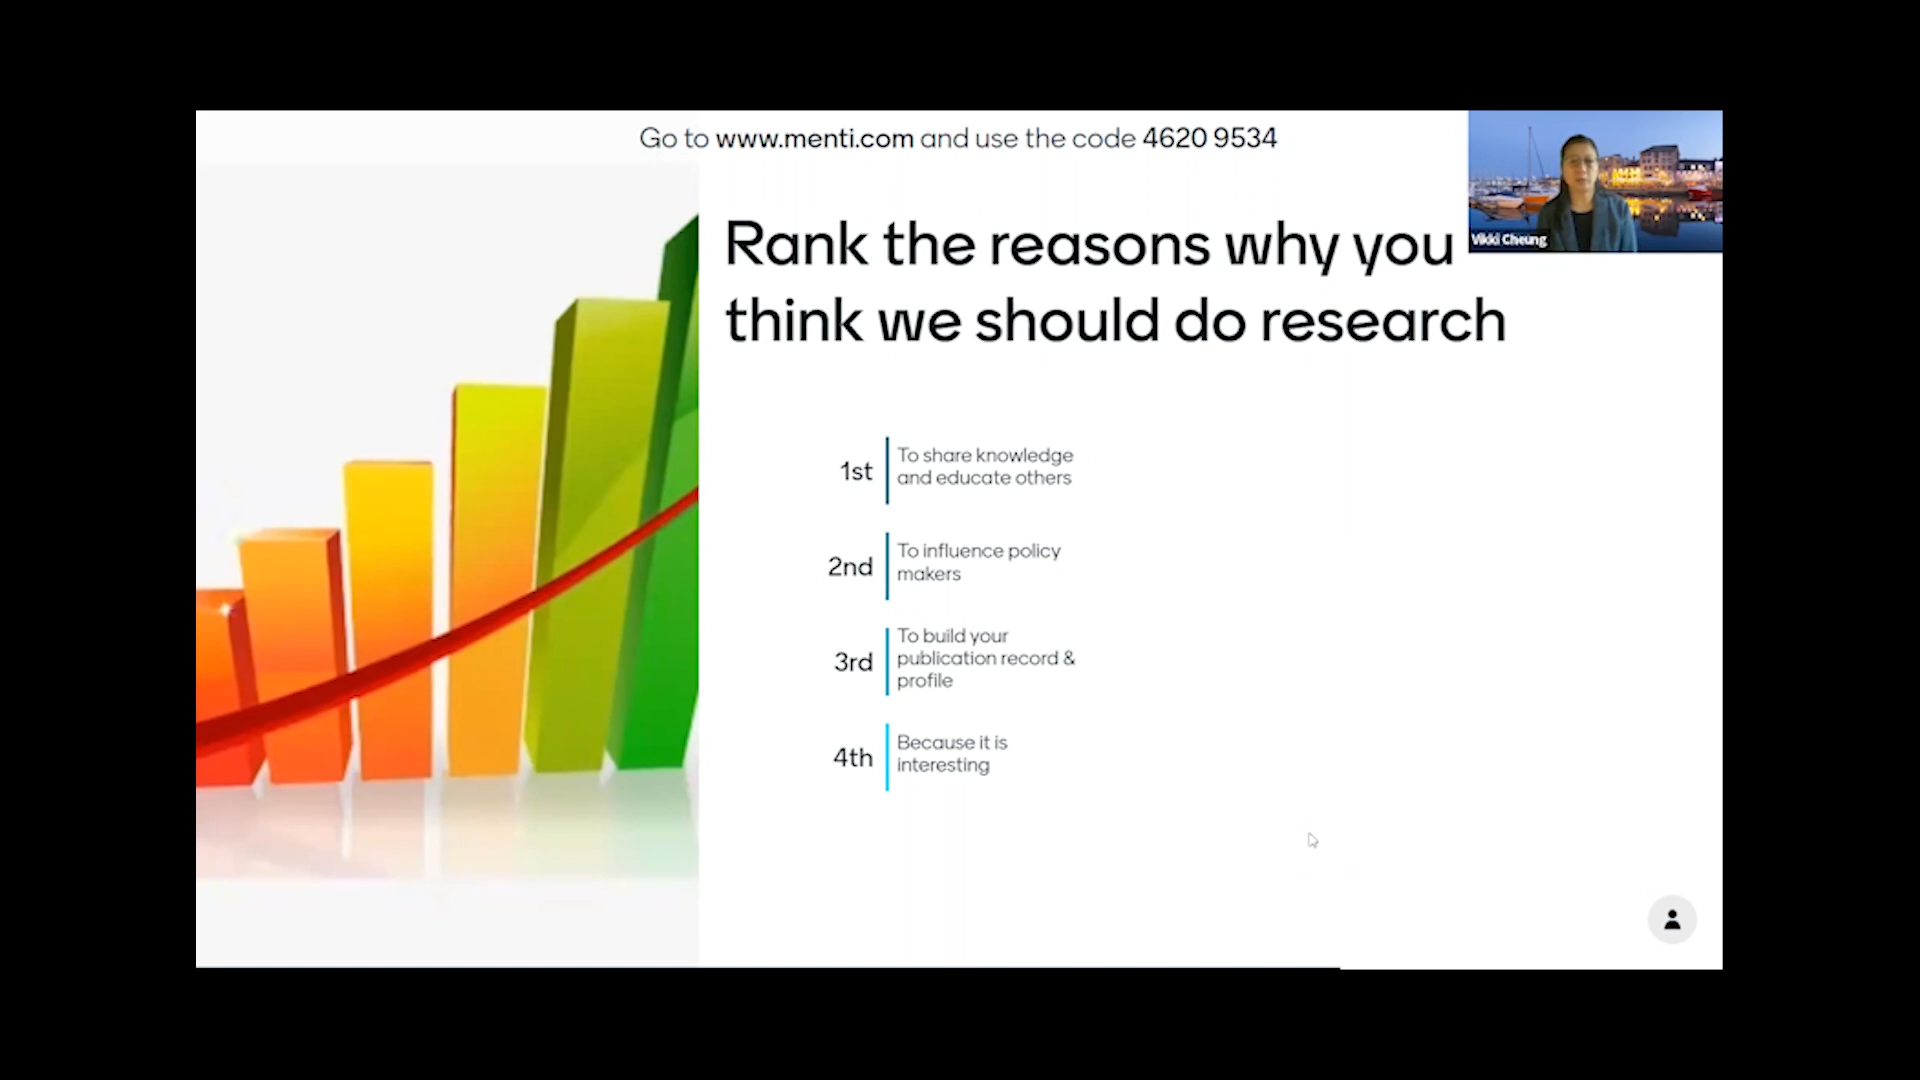 Go to www.menti.com and use the code 4620 9534
Vikki Cheung
Rank the reasons why you
think we should do research
1st
To share knowledge
and educate others
2nd
To influence policy
makers
3rd
To build your
publication record &
profile
4th
Because it is
interesting